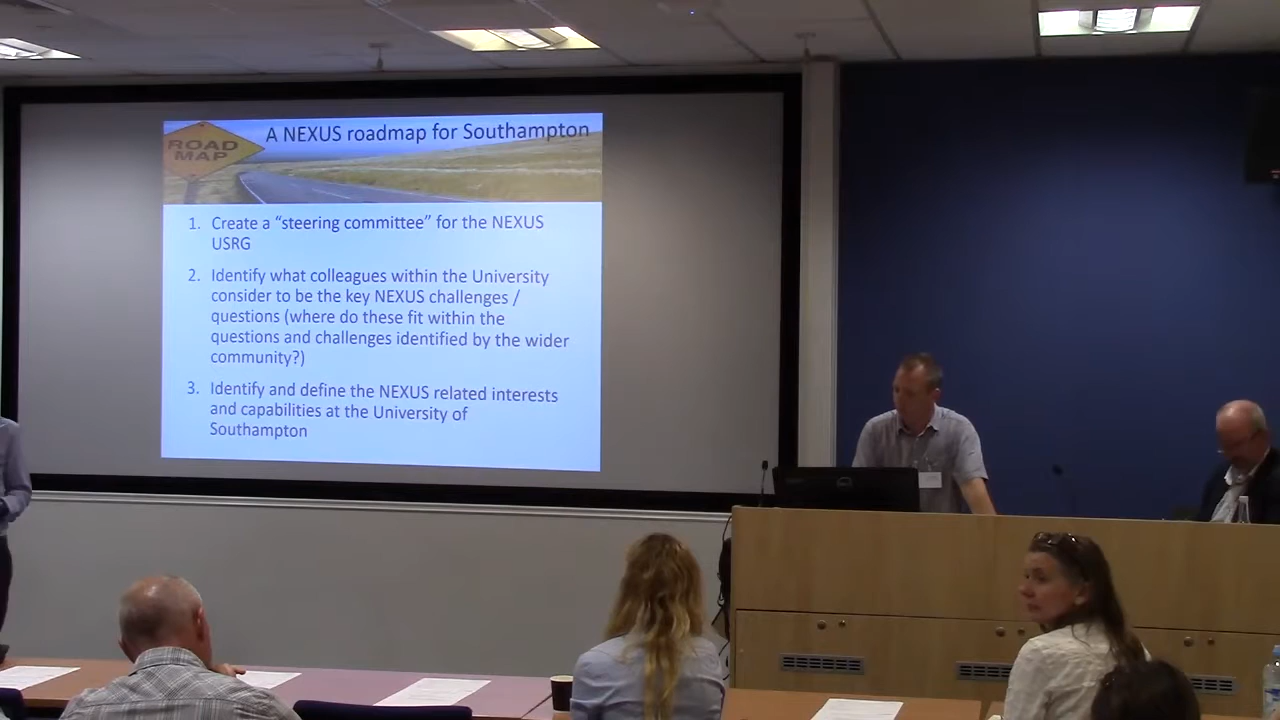 ROAD
MAP
A NEXUS roadmap for Southampton
1. Create a “steering committee” for the NEXUS
USRG
2. Identify what colleagues within the University
consider to be the key NEXUS challenges /
questions (where do these fit within the
questions and challenges identified by the wider
community?)
3. Identify and define the NEXUS related interests
and capabilities at the University of
Southampton